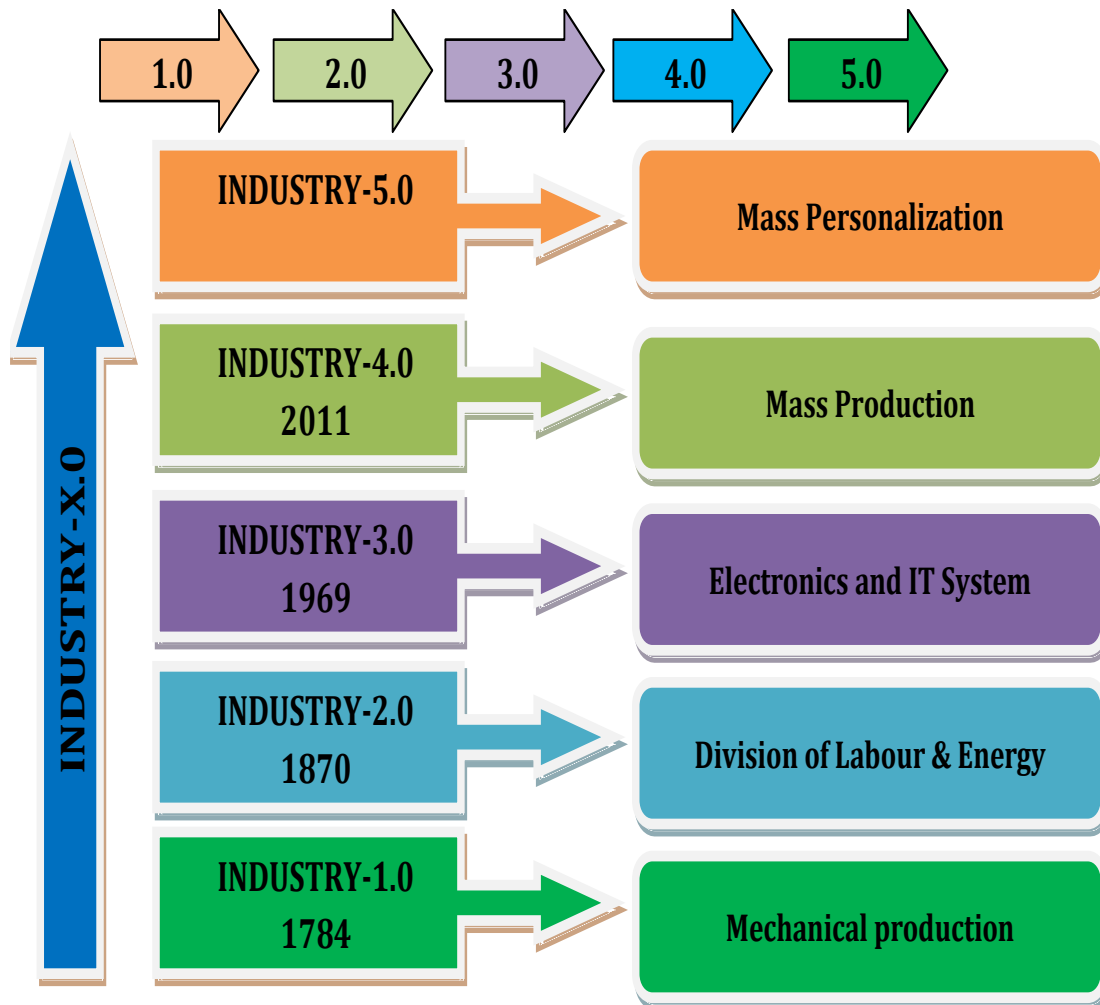 1.0
2.0
3.0
4.0
5.0
INDUSTRY-X.0
INDUSTRY-5.0
Mass Personalization
INDUSTRY-4.0
2011
Mass Production
INDUSTRY-3.0
1969
Electronics and IT System
INDUSTRY-2.0
1870
Division of Labour & Energy
INDUSTRY-1.0
1784
Mechanical production